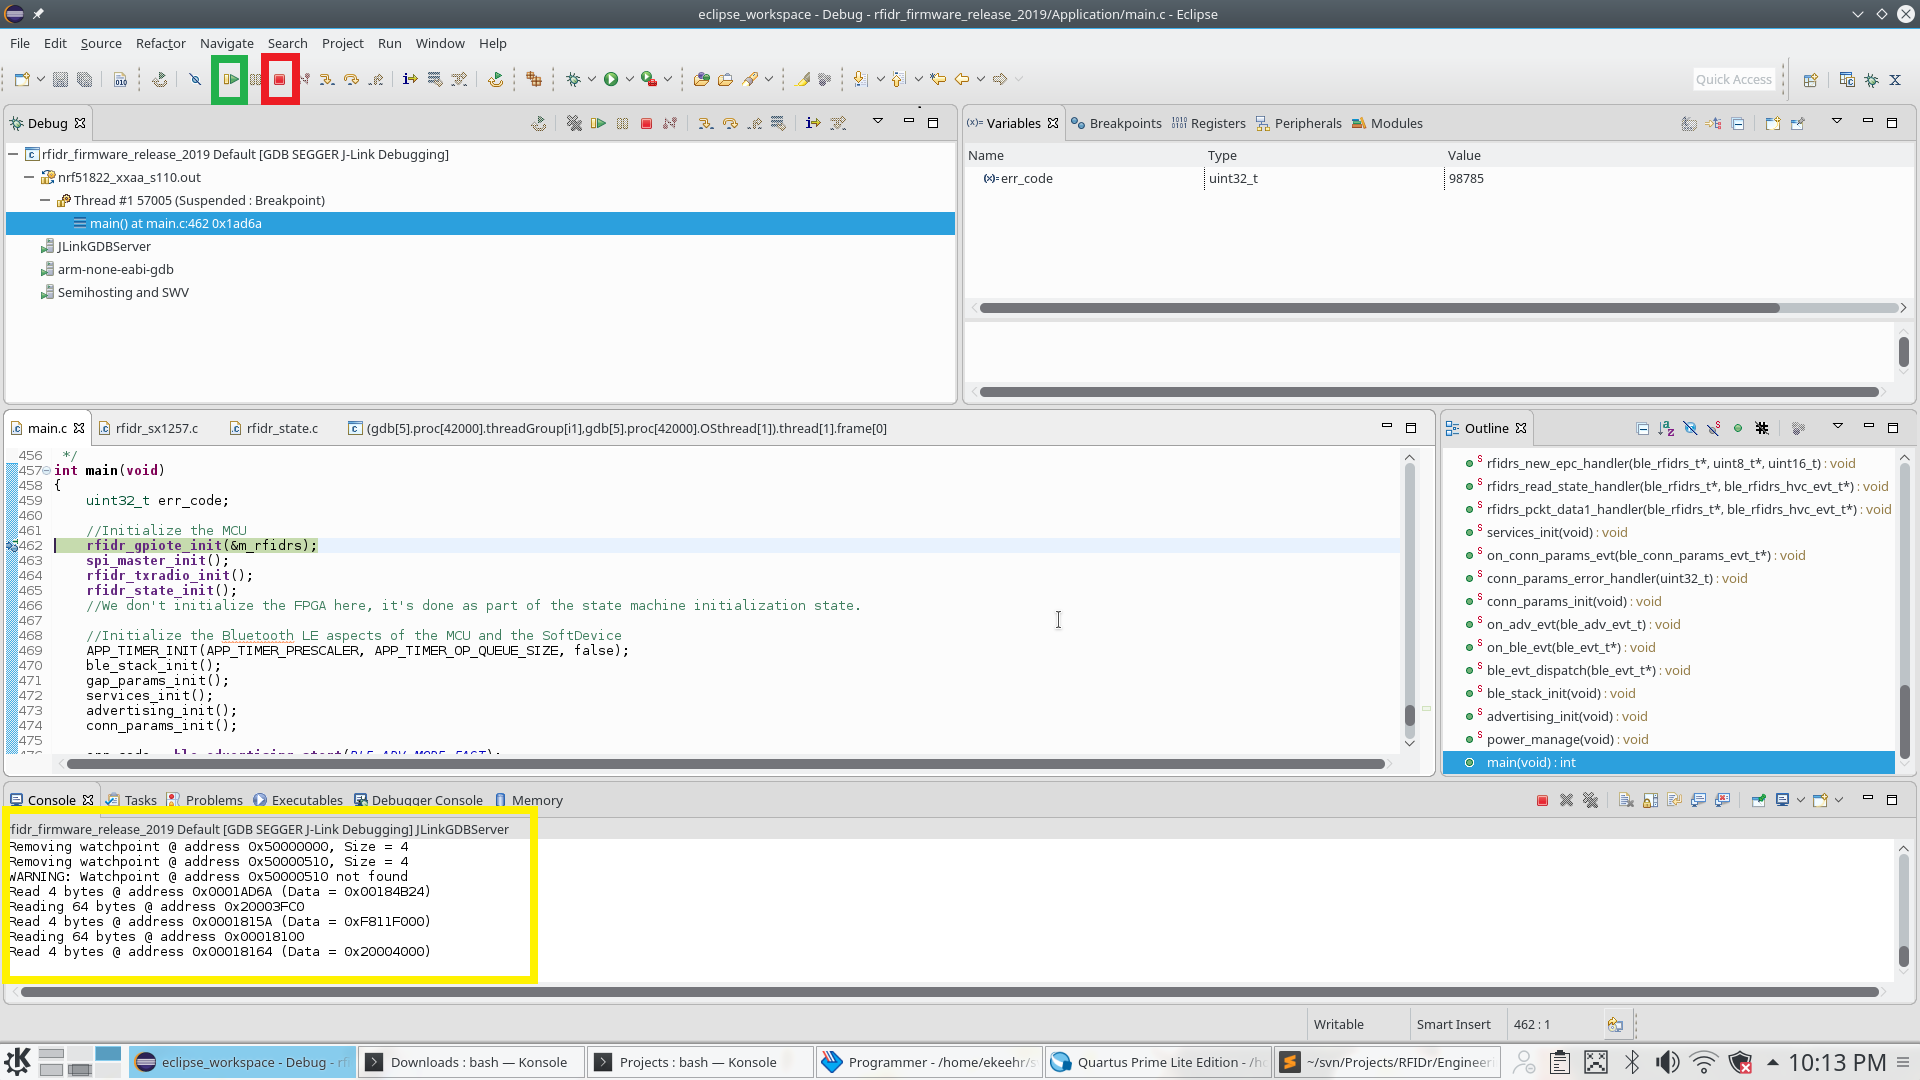 eclipse_workspace - Debug - rfidr_firmware_release_2019/Application/main.c - Eclipse
File Edit Source Refactor Navigate Search Project Run Window Help
Quick Access
Debug
rfidr_firmware_release_2019 Default [GDB SEGGER J-Link Debugging]
nrf51822_xxaa_s110.out
Thread #1 57005 (Suspended : Breakpoint)
main() at main.c:462 0x1ad6a
JLinkGDBServer
arm-none-eabi-gdb
Semihosting and SWV
(x)= Variables Breakpoints Registers Peripherals Modules
Name Type Value
(x)= err_code uint32_t 98785
main.c rfidr_sx1257.c rfidr_state.c (gdb[5].proc[42000].threadGroup[i1],gdb[5].proc[42000].OSthread[1]).thread[1].frame[0]
456 */
457 int main(void)
458 {
459 uint32_t err_code;
460
461 //Initialize the MCU
462 rfidr_gpiote_init(&m_rfidrs);
463 spi_master_init();
464 rfidr_txradio_init();
465 rfidr_state_init();
466 //We don't initialize the FPGA here, it's done as part of the state machine initialization state.
467
468 //Initialize the Bluetooth LE aspects of the MCU and the SoftDevice
469 APP_TIMER_INIT(APP_TIMER_PRESCALER, APP_TIMER_OP_QUEUE_SIZE, false);
470 ble_stack_init();
471 gap_params_init();
472 services_init();
473 advertising_init();
474 conn_params_init();
475
Outline
rfidrs_new_epc_handler(ble_rfidrs_t*, uint8_t*, uint16_t) : void
rfidrs_read_state_handler(ble_rfidrs_t*, ble_rfidrs_hvc_evt_t*) : void
rfidrs_pckt_data1_handler(ble_rfidrs_t*, ble_rfidrs_hvc_evt_t*) : void
services_init(void) : void
on_conn_params_evt(ble_conn_params_evt_t*) : void
conn_params_error_handler(uint32_t) : void
conn_params_init(void) : void
on_adv_evt(ble_adv_evt_t) : void
on_ble_evt(ble_evt_t*) : void
ble_evt_dispatch(ble_evt_t*) : void
ble_stack_init(void) : void
advertising_init(void) : void
power_manage(void) : void
main(void) : int
Console Tasks Problems Executables Debugger Console Memory
fidr_firmware_release_2019 Default [GDB SEGGER J-Link Debugging] JLinkGDBServer
Removing watchpoint @ address 0x50000000, Size = 4
Removing watchpoint @ address 0x50000510, Size = 4
WARNING: Watchpoint @ address 0x50000510 not found
Read 4 bytes @ address 0x0001AD6A (Data = 0x00184B24)
Reading 64 bytes @ address 0x20003FC0
Read 4 bytes @ address 0x0001815A (Data = 0xF811F000)
Reading 64 bytes @ address 0x00018100
Read 4 bytes @ address 0x00018164 (Data = 0x20004000)
Writable Smart Insert 462 : 1
eclipse_workspace - Debug - rf Downloads : bash — Konsole Projects : bash — Konsole Programmer - /home/ekeehr/s Quartus Prime Lite Edition - /h ~/svn/Projects/RFIDr/Engineeri 10:13 PM